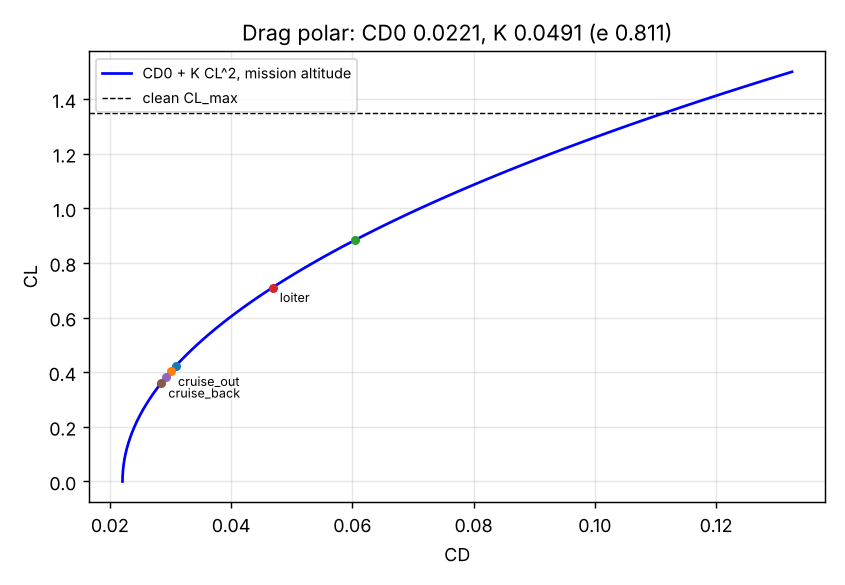 Drag polar: CD0 0.0221, K 0.0491 (e 0.811)
CD0 + K CL^2, mission altitude
clean CL_max
1.4
1.2
1.0
0.8
0.6
0.4
0.2
0.0
CL
loiter
cruise_out
cruise_back
0.02 0.04 0.06 0.08 0.10 0.12
CD